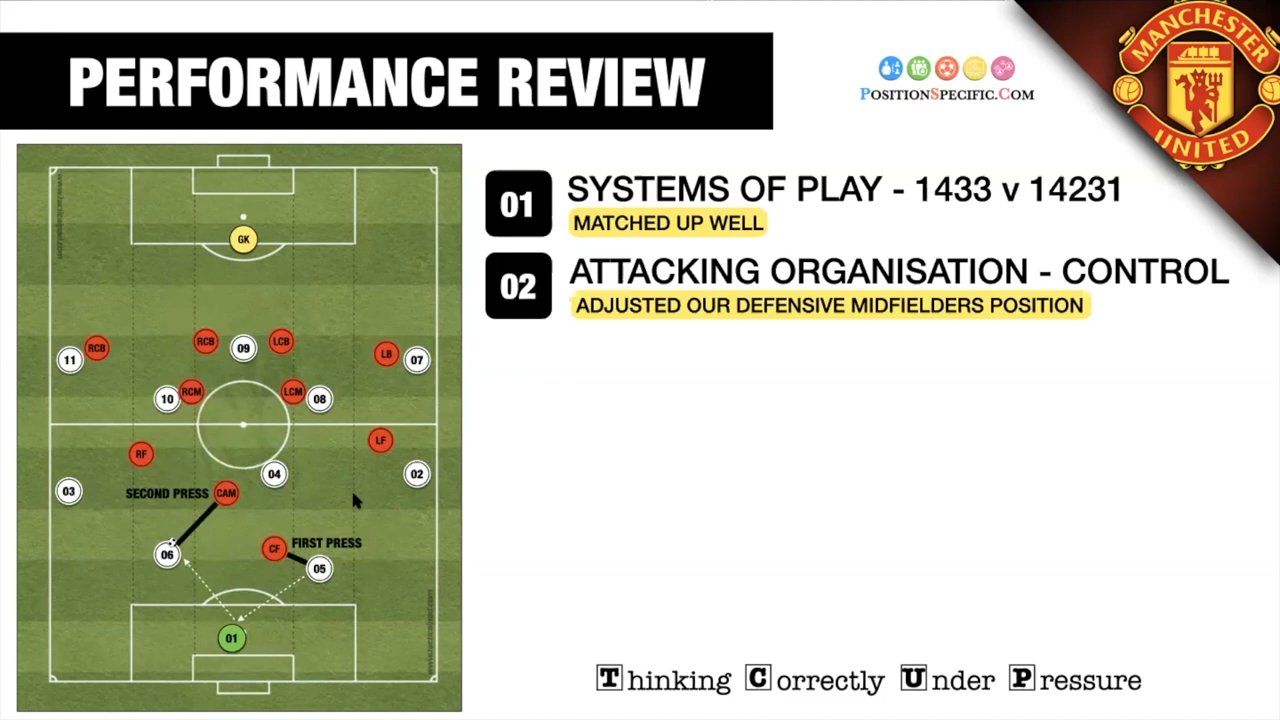 PERFORMANCE REVIEW
POSITIONSPECIFIC.COM
MANCHESTER
UNITED
01 SYSTEMS OF PLAY - 1433 v 14231
MATCHED UP WELL
02 ATTACKING ORGANISATION - CONTROL
ADJUSTED OUR DEFENSIVE MIDFIELDERS POSITION
GK
11 RCB RCB 09 LCB LB 07
10 RCM LCM 08
RF LF
03 SECOND PRESS CAM 04 02
06 CF FIRST PRESS 05
01
Thinking Correctly Under Pressure